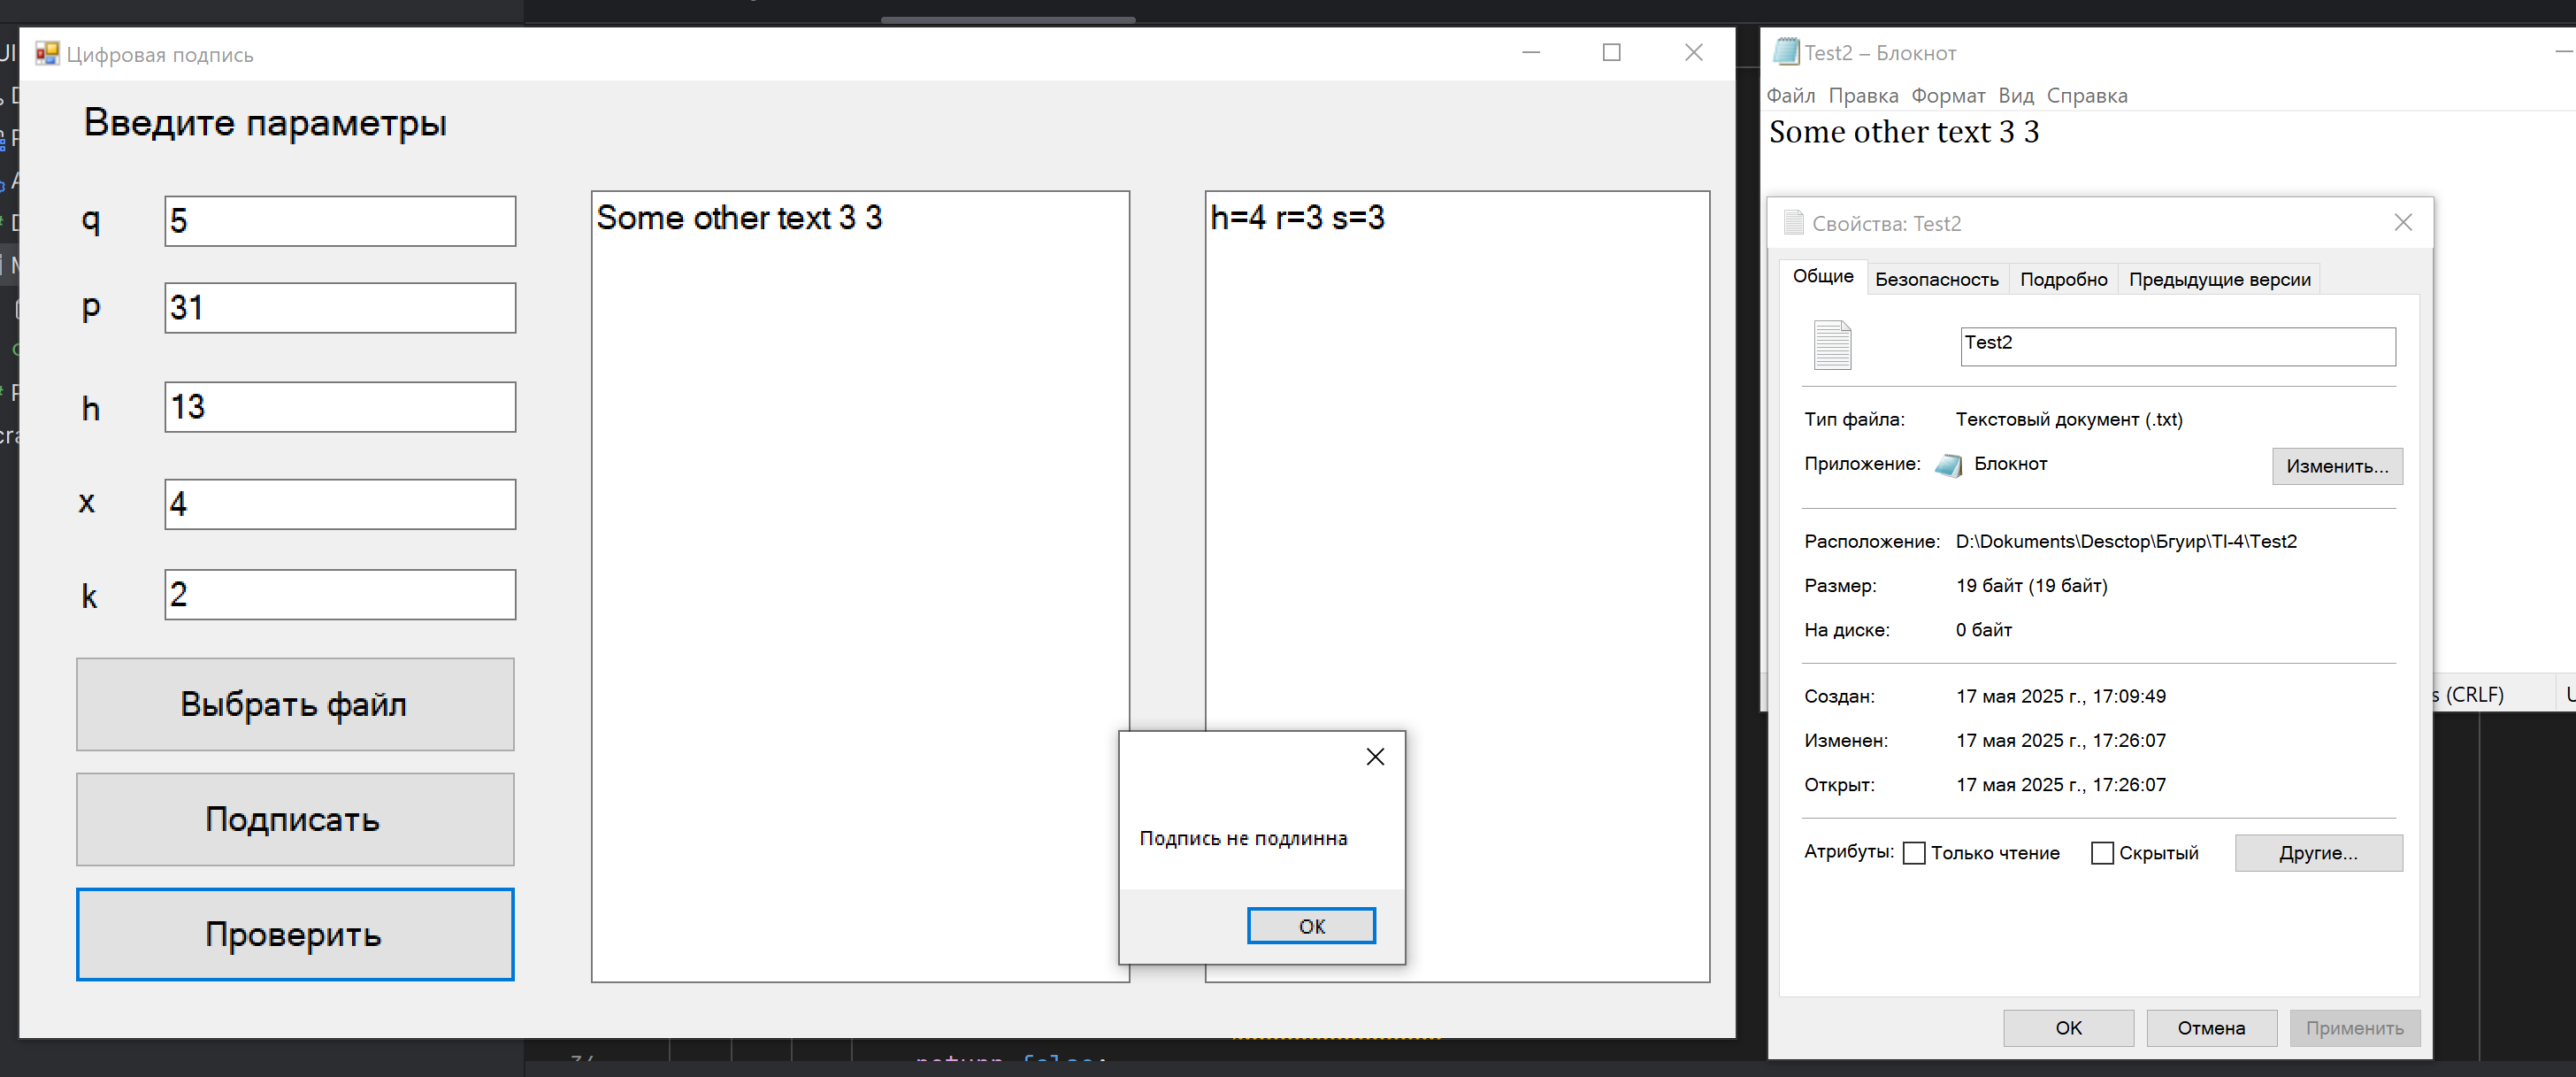 Цифровая подпись
Введите параметры
q 5
p 31
h 13
x 4
k 2
Выбрать файл
Подписать
Проверить
Some other text 3 3
h=4 r=3 s=3
Подпись не подлинна
ОК
Test2 – Блокнот
Файл Правка Формат Вид Справка
Some other text 3 3
Свойства: Test2
Общие Безопасность Подробно Предыдущие версии
Test2
Тип файла: Текстовый документ (.txt)
Приложение: Блокнот Изменить...
Расположение: D:\Dokuments\Desctop\Бгуир\TI-4\Test2
Размер: 19 байт (19 байт)
На диске: 0 байт
Создан: 17 мая 2025 г., 17:09:49
Изменен: 17 мая 2025 г., 17:26:07
Открыт: 17 мая 2025 г., 17:26:07
Атрибуты: Только чтение Скрытый Другие...
ОК Отмена Применить
(CRLF)